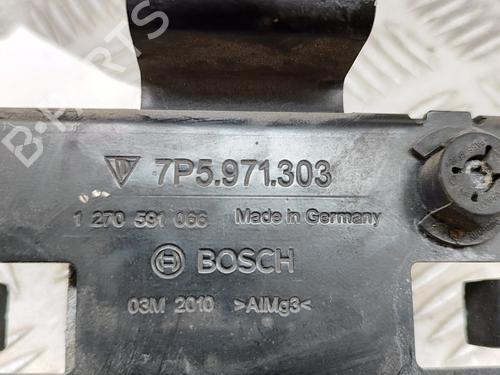 7P5.971.303
1 270 591 066 Made in Germany
BOSCH
03M 2010 >AlMg3<
B-PARTS